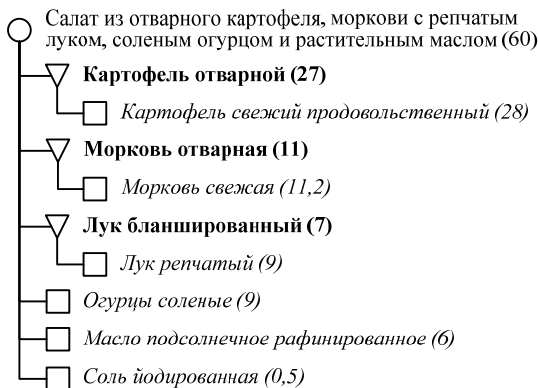 Салат из отварного картофеля, моркови с репчатым
луком, соленым огурцом и растительным маслом (60)
Картофель отварной (27)
Картофель свежий продовольственный (28)
Морковь отварная (11)
Морковь свежая (11,2)
Лук бланшированный (7)
Лук репчатый (9)
Огурцы соленые (9)
Масло подсолнечное рафинированное (6)
Соль йодированная (0,5)